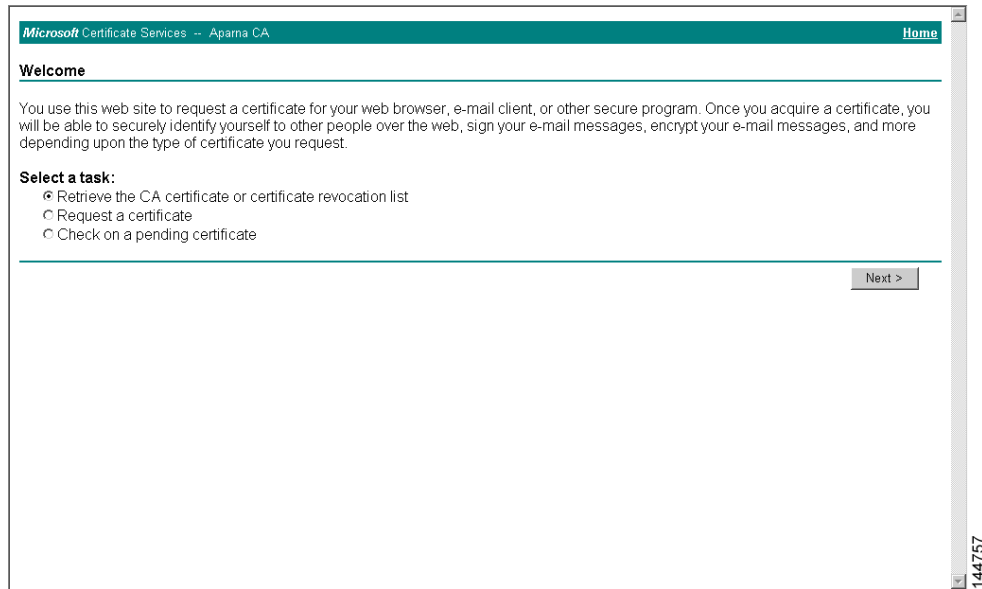 Microsoft Certificate Services -- Aparna CA Home
Welcome
You use this web site to request a certificate for your web browser, e-mail client, or other secure program. Once you acquire a certificate, you
will be able to securely identify yourself to other people over the web, sign your e-mail messages, encrypt your e-mail messages, and more
depending upon the type of certificate you request.
Select a task:
Retrieve the CA certificate or certificate revocation list
Request a certificate
Check on a pending certificate
Next >
144757